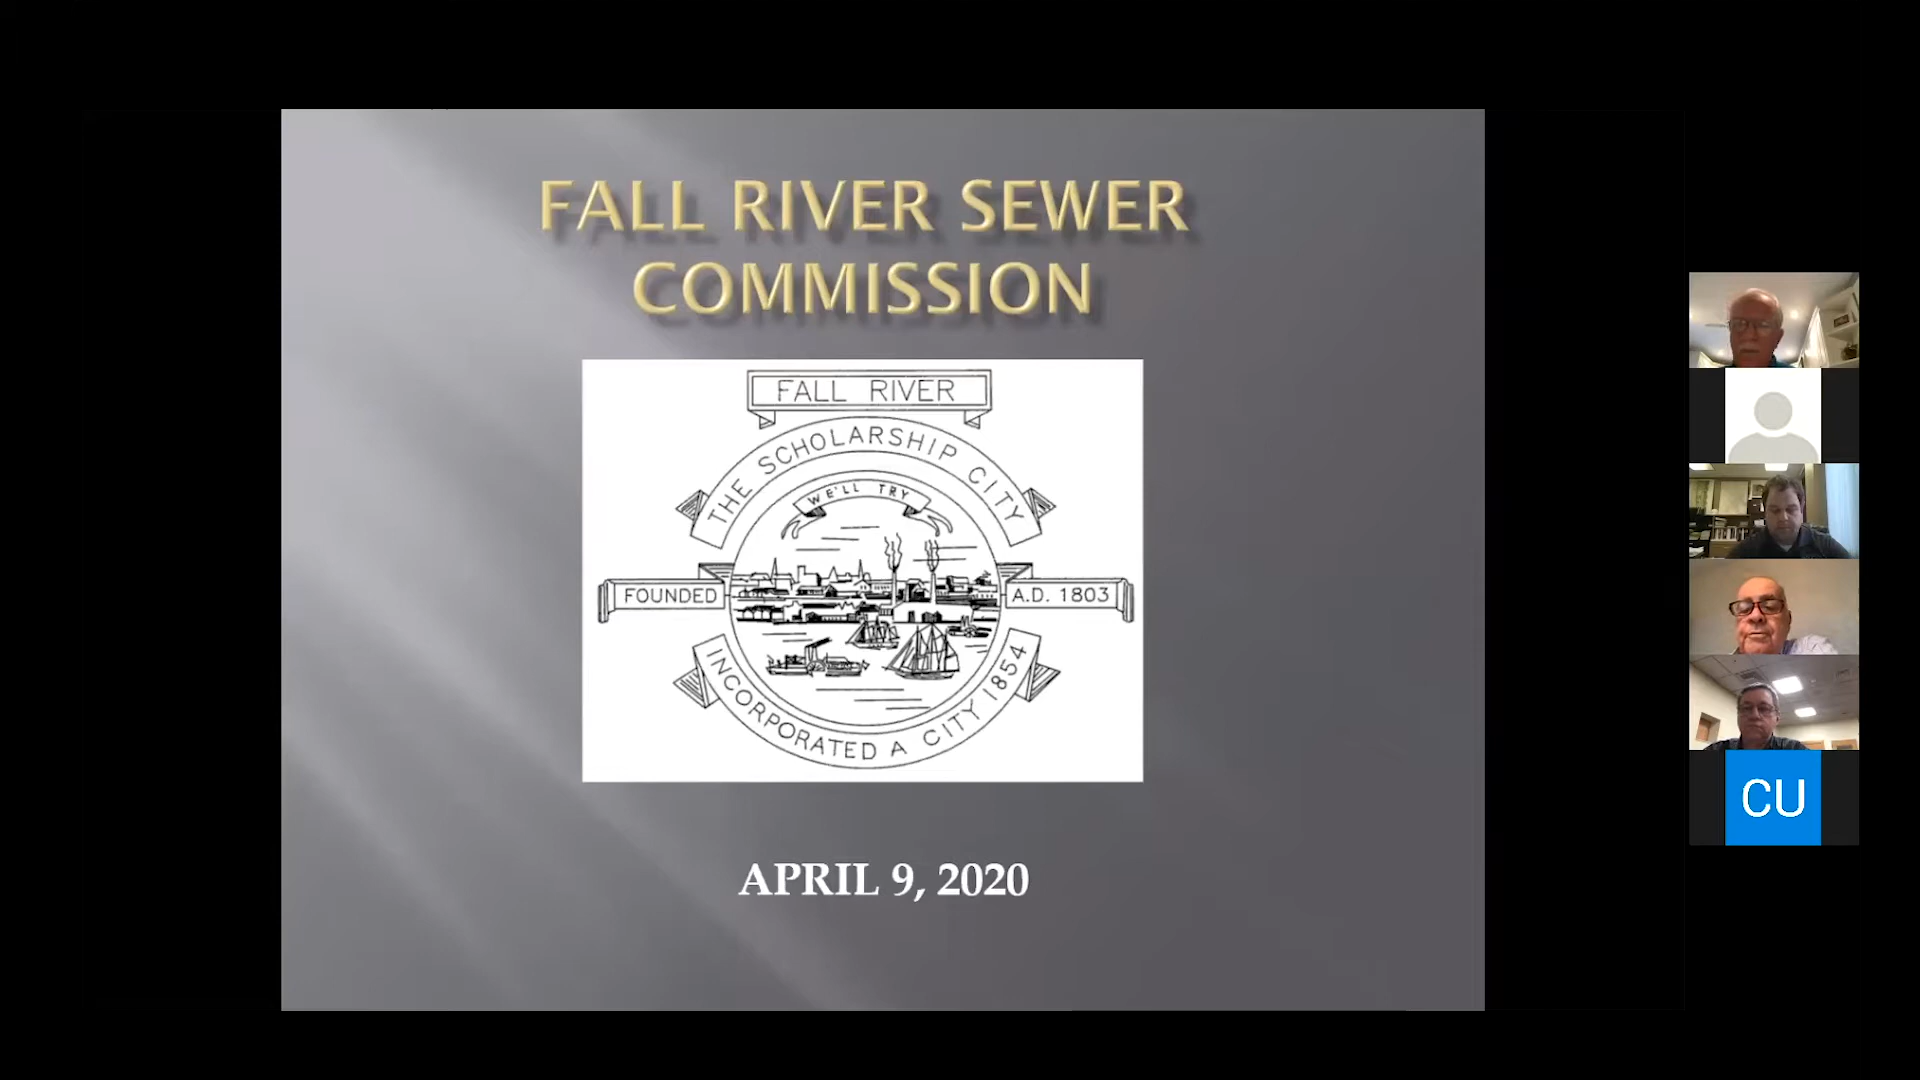 FALL RIVER SEWER
COMMISSION
FALL RIVER
THE SCHOLARSHIP CITY
WE'LL TRY
FOUNDED
A.D. 1803
INCORPORATED A CITY 1854
APRIL 9, 2020
CU